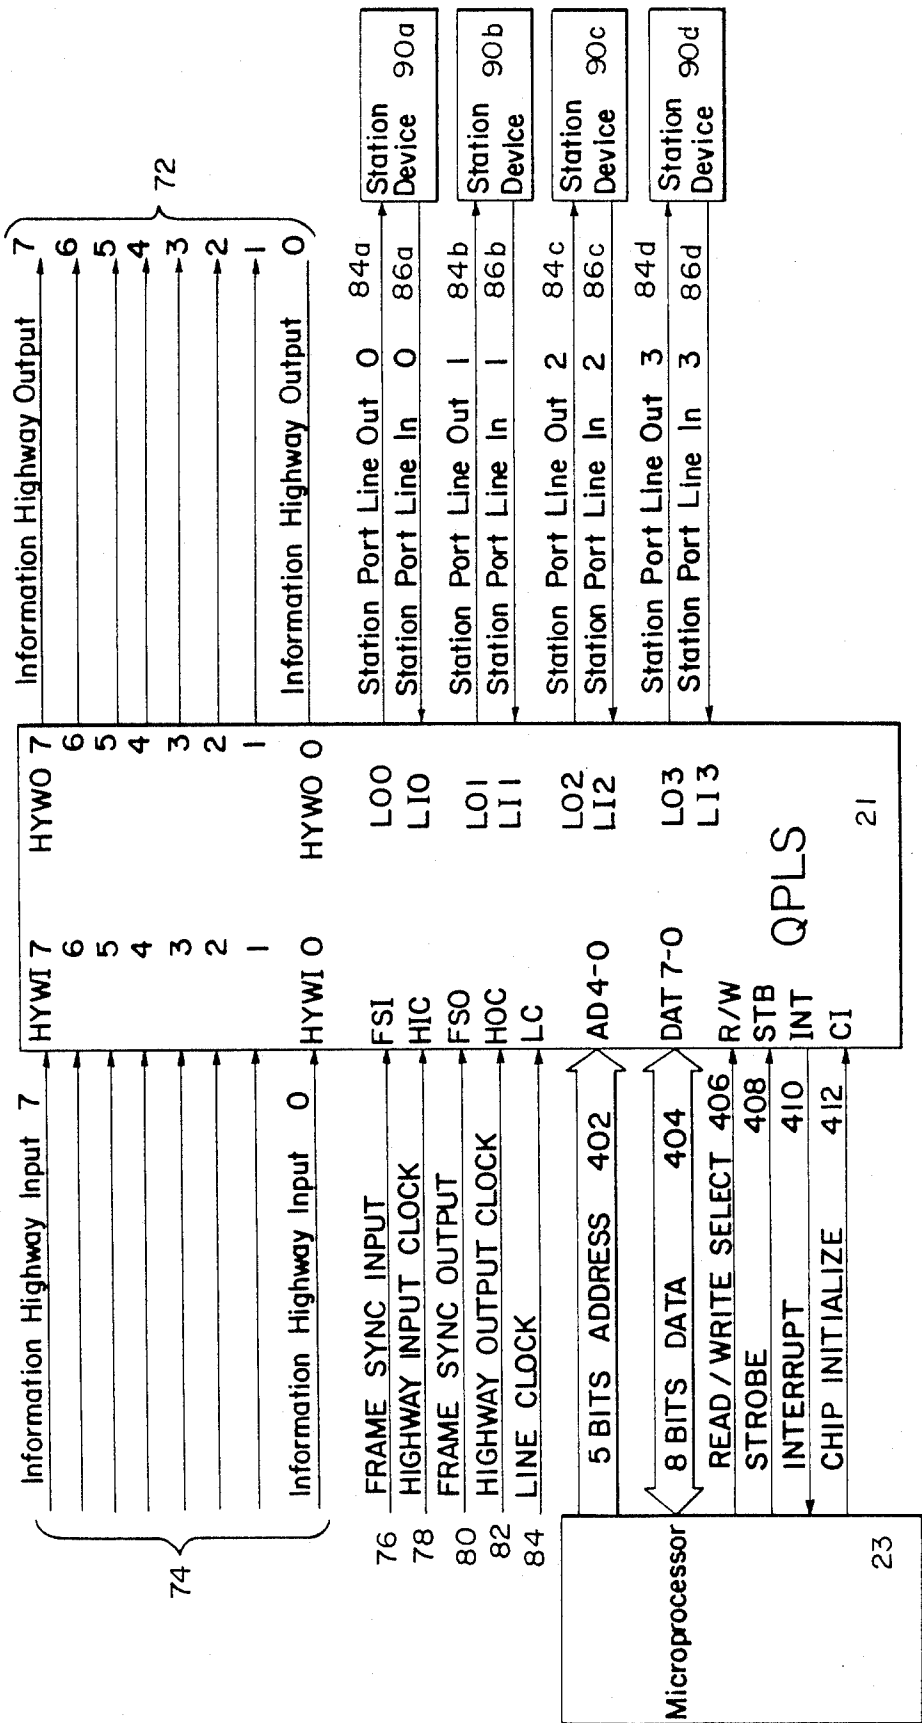 Information Highway Input 7
Information Highway Input 0
74
HYWI 7
6
5
4
3
2
1
HYWI 0
HYWO 7
6
5
4
3
2
1
HYWO 0
Information Highway Output
7
6
5
4
3
2
1
Information Highway Output
0
72
76 FRAME SYNC INPUT
78 HIGHWAY INPUT CLOCK
80 FRAME SYNC OUTPUT
82 HIGHWAY OUTPUT CLOCK
84 LINE CLOCK
FSI
HIC
FSO
HOC
LC
LO0
LI0
LO1
LI1
LO2
LI2
LO3
LI3
Station Port Line Out 0 84a
Station Port Line In 0 86a
Station Device 90a
Station Port Line Out 1 84b
Station Port Line In 1 86b
Station Device 90b
Station Port Line Out 2 84c
Station Port Line In 2 86c
Station Device 90c
Station Port Line Out 3 84d
Station Port Line In 3 86d
Station Device 90d
5 BITS ADDRESS 402
8 BITS DATA 404
READ/WRITE SELECT 406
STROBE 408
INTERRUPT 410
CHIP INITIALIZE 412
AD4-0
DAT 7-0
R/W
STB
INT
CI
QPLS
21
Microprocessor
23